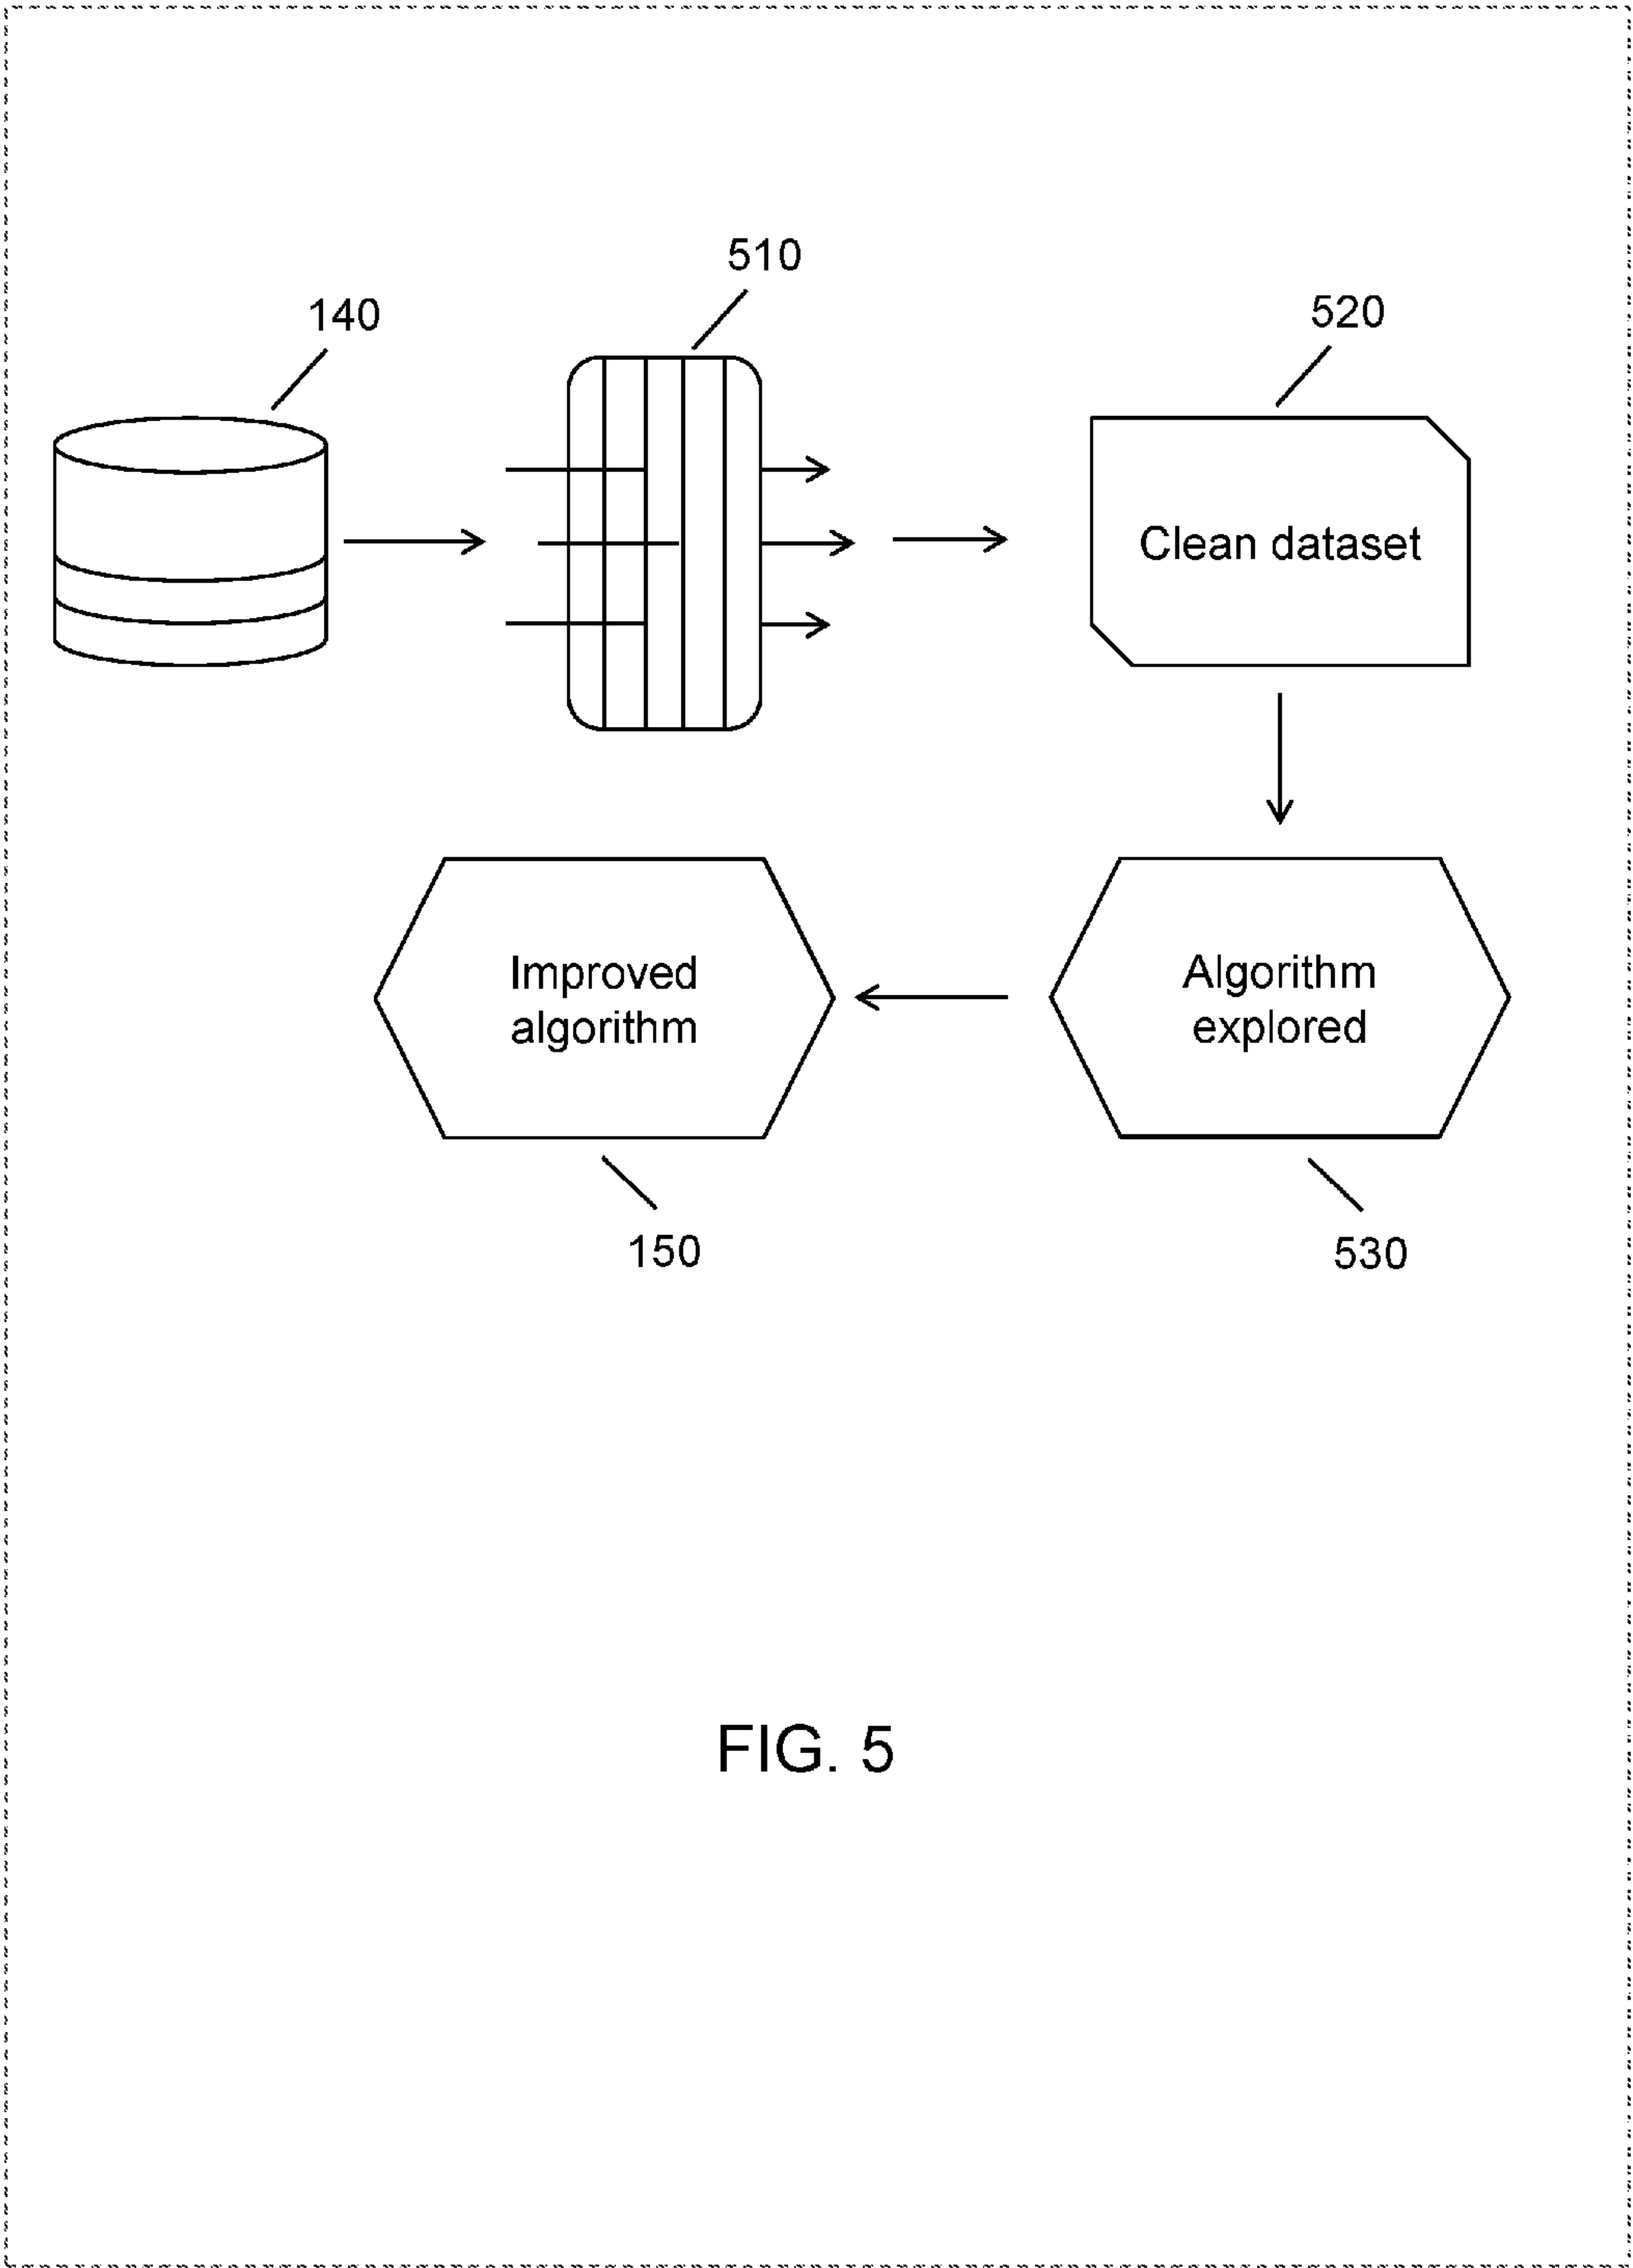 510
140
520
Clean dataset
Improved
algorithm
Algorithm
explored
150
530
FIG. 5